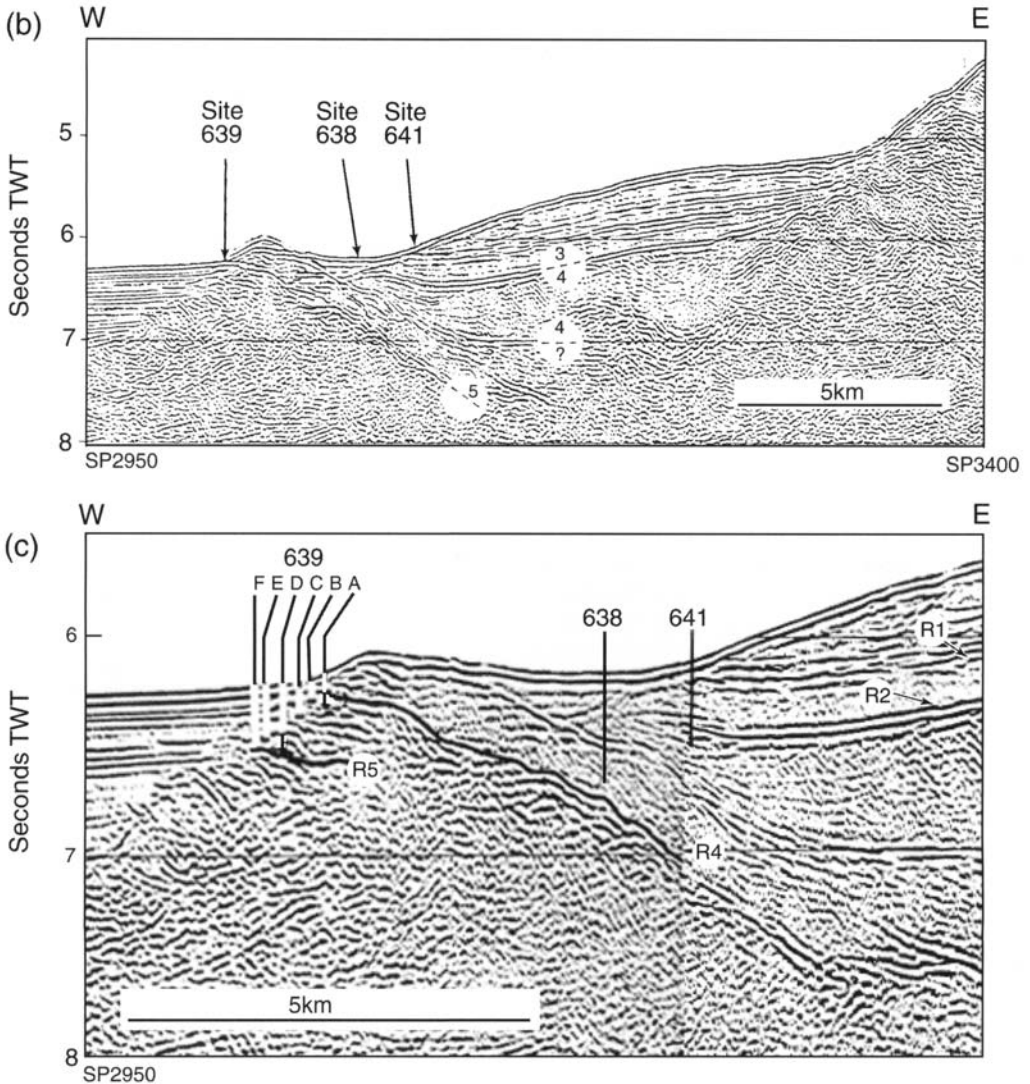 (b)
W E
Site 639
Site 638
Site 641
Seconds TWT
5
6
7
8
3
4
4
?
5
5km
SP2950 SP3400
(c)
W E
639
F E D C B A
638
641
R1
R2
R5
R4
Seconds TWT
6
7
8
5km
SP2950